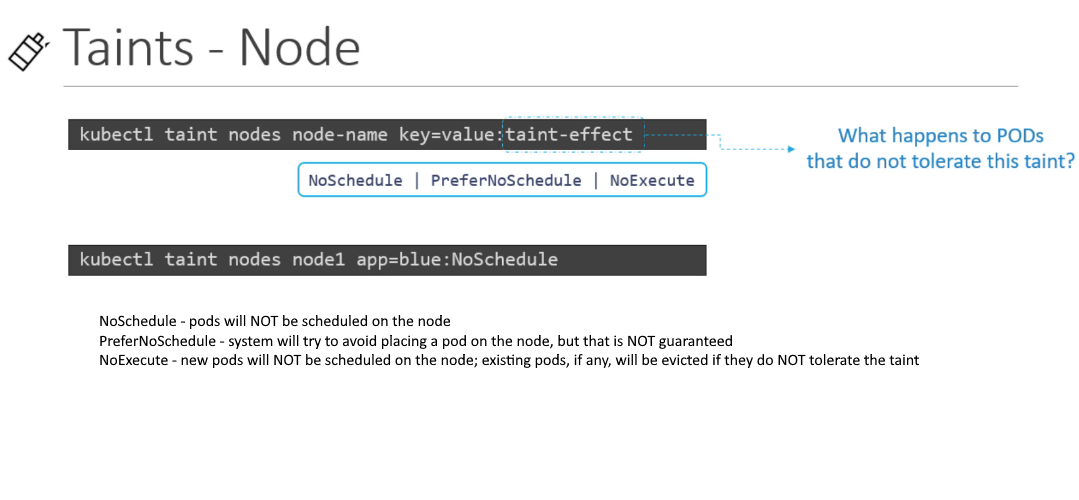 Taints - Node
kubectl taint nodes node-name key=value:taint-effect
What happens to PODs
that do not tolerate this taint?
NoSchedule | PreferNoSchedule | NoExecute
kubectl taint nodes node1 app=blue:NoSchedule
NoSchedule - pods will NOT be scheduled on the node
PreferNoSchedule - system will try to avoid placing a pod on the node, but that is NOT guaranteed
NoExecute - new pods will NOT be scheduled on the node; existing pods, if any, will be evicted if they do NOT tolerate the taint